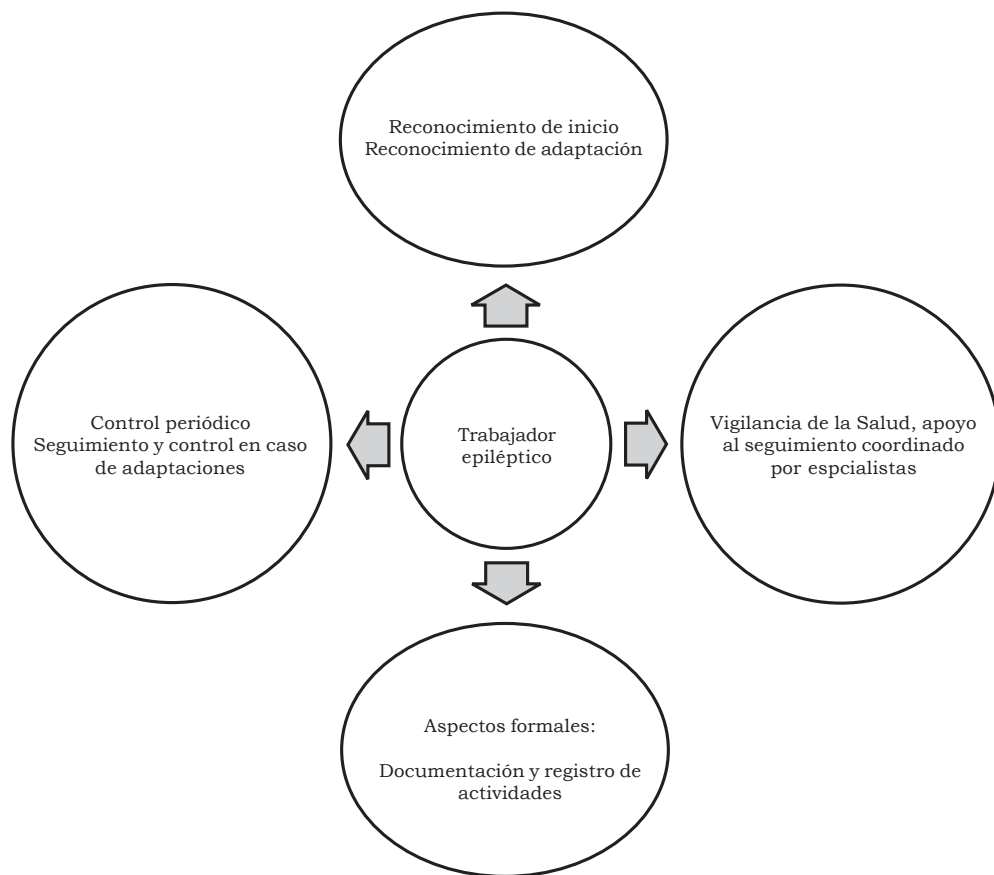 Reconocimiento de inicio
Reconocimiento de adaptación
Control periódico
Seguimiento y control en caso
de adaptaciones
Trabajador
epiléptico
Vigilancia de la Salud, apoyo
al seguimiento coordinado
por espcialistas
Aspectos formales:
Documentación y registro de
actividades